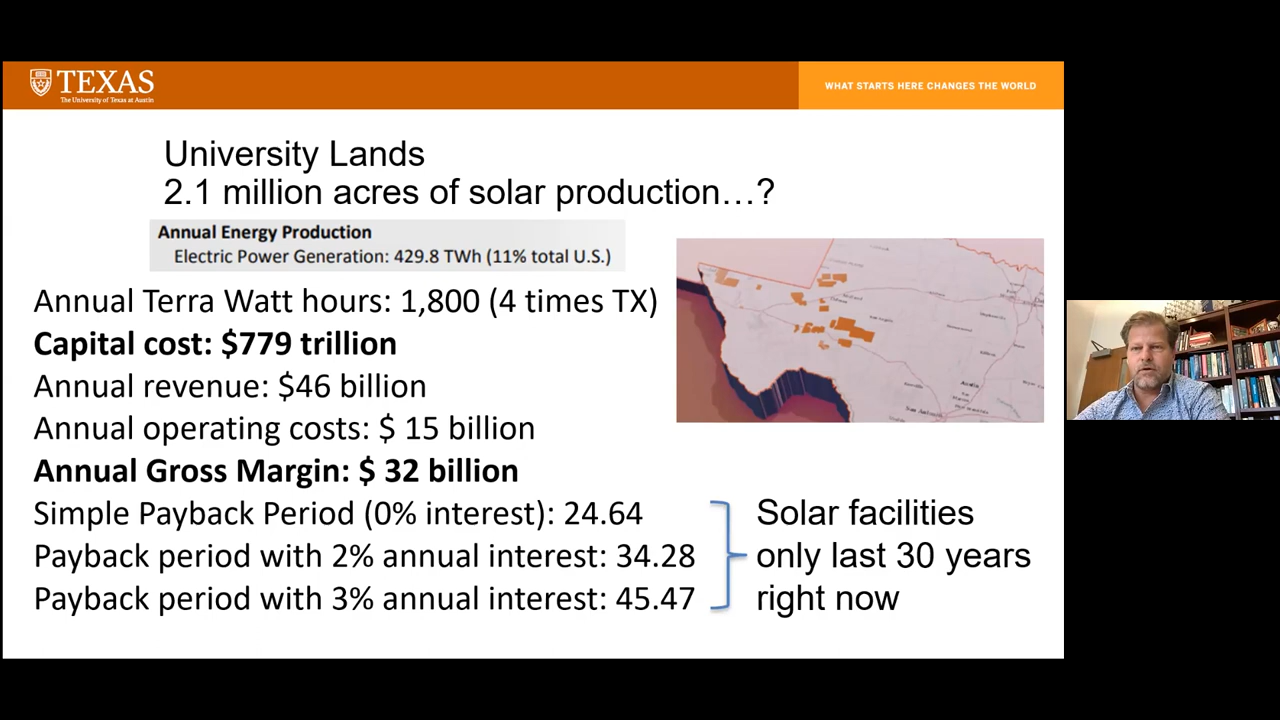 TEXAS
The University of Texas at Austin
WHAT STARTS HERE CHANGES THE WORLD
University Lands
2.1 million acres of solar production…?
Annual Energy Production
Electric Power Generation: 429.8 TWh (11% total U.S.)
Annual Terra Watt hours: 1,800 (4 times TX)
Capital cost: $779 trillion
Annual revenue: $46 billion
Annual operating costs: $ 15 billion
Annual Gross Margin: $ 32 billion
Simple Payback Period (0% interest): 24.64
Payback period with 2% annual interest: 34.28
Payback period with 3% annual interest: 45.47
Solar facilities
only last 30 years
right now
Austin
San Antonio